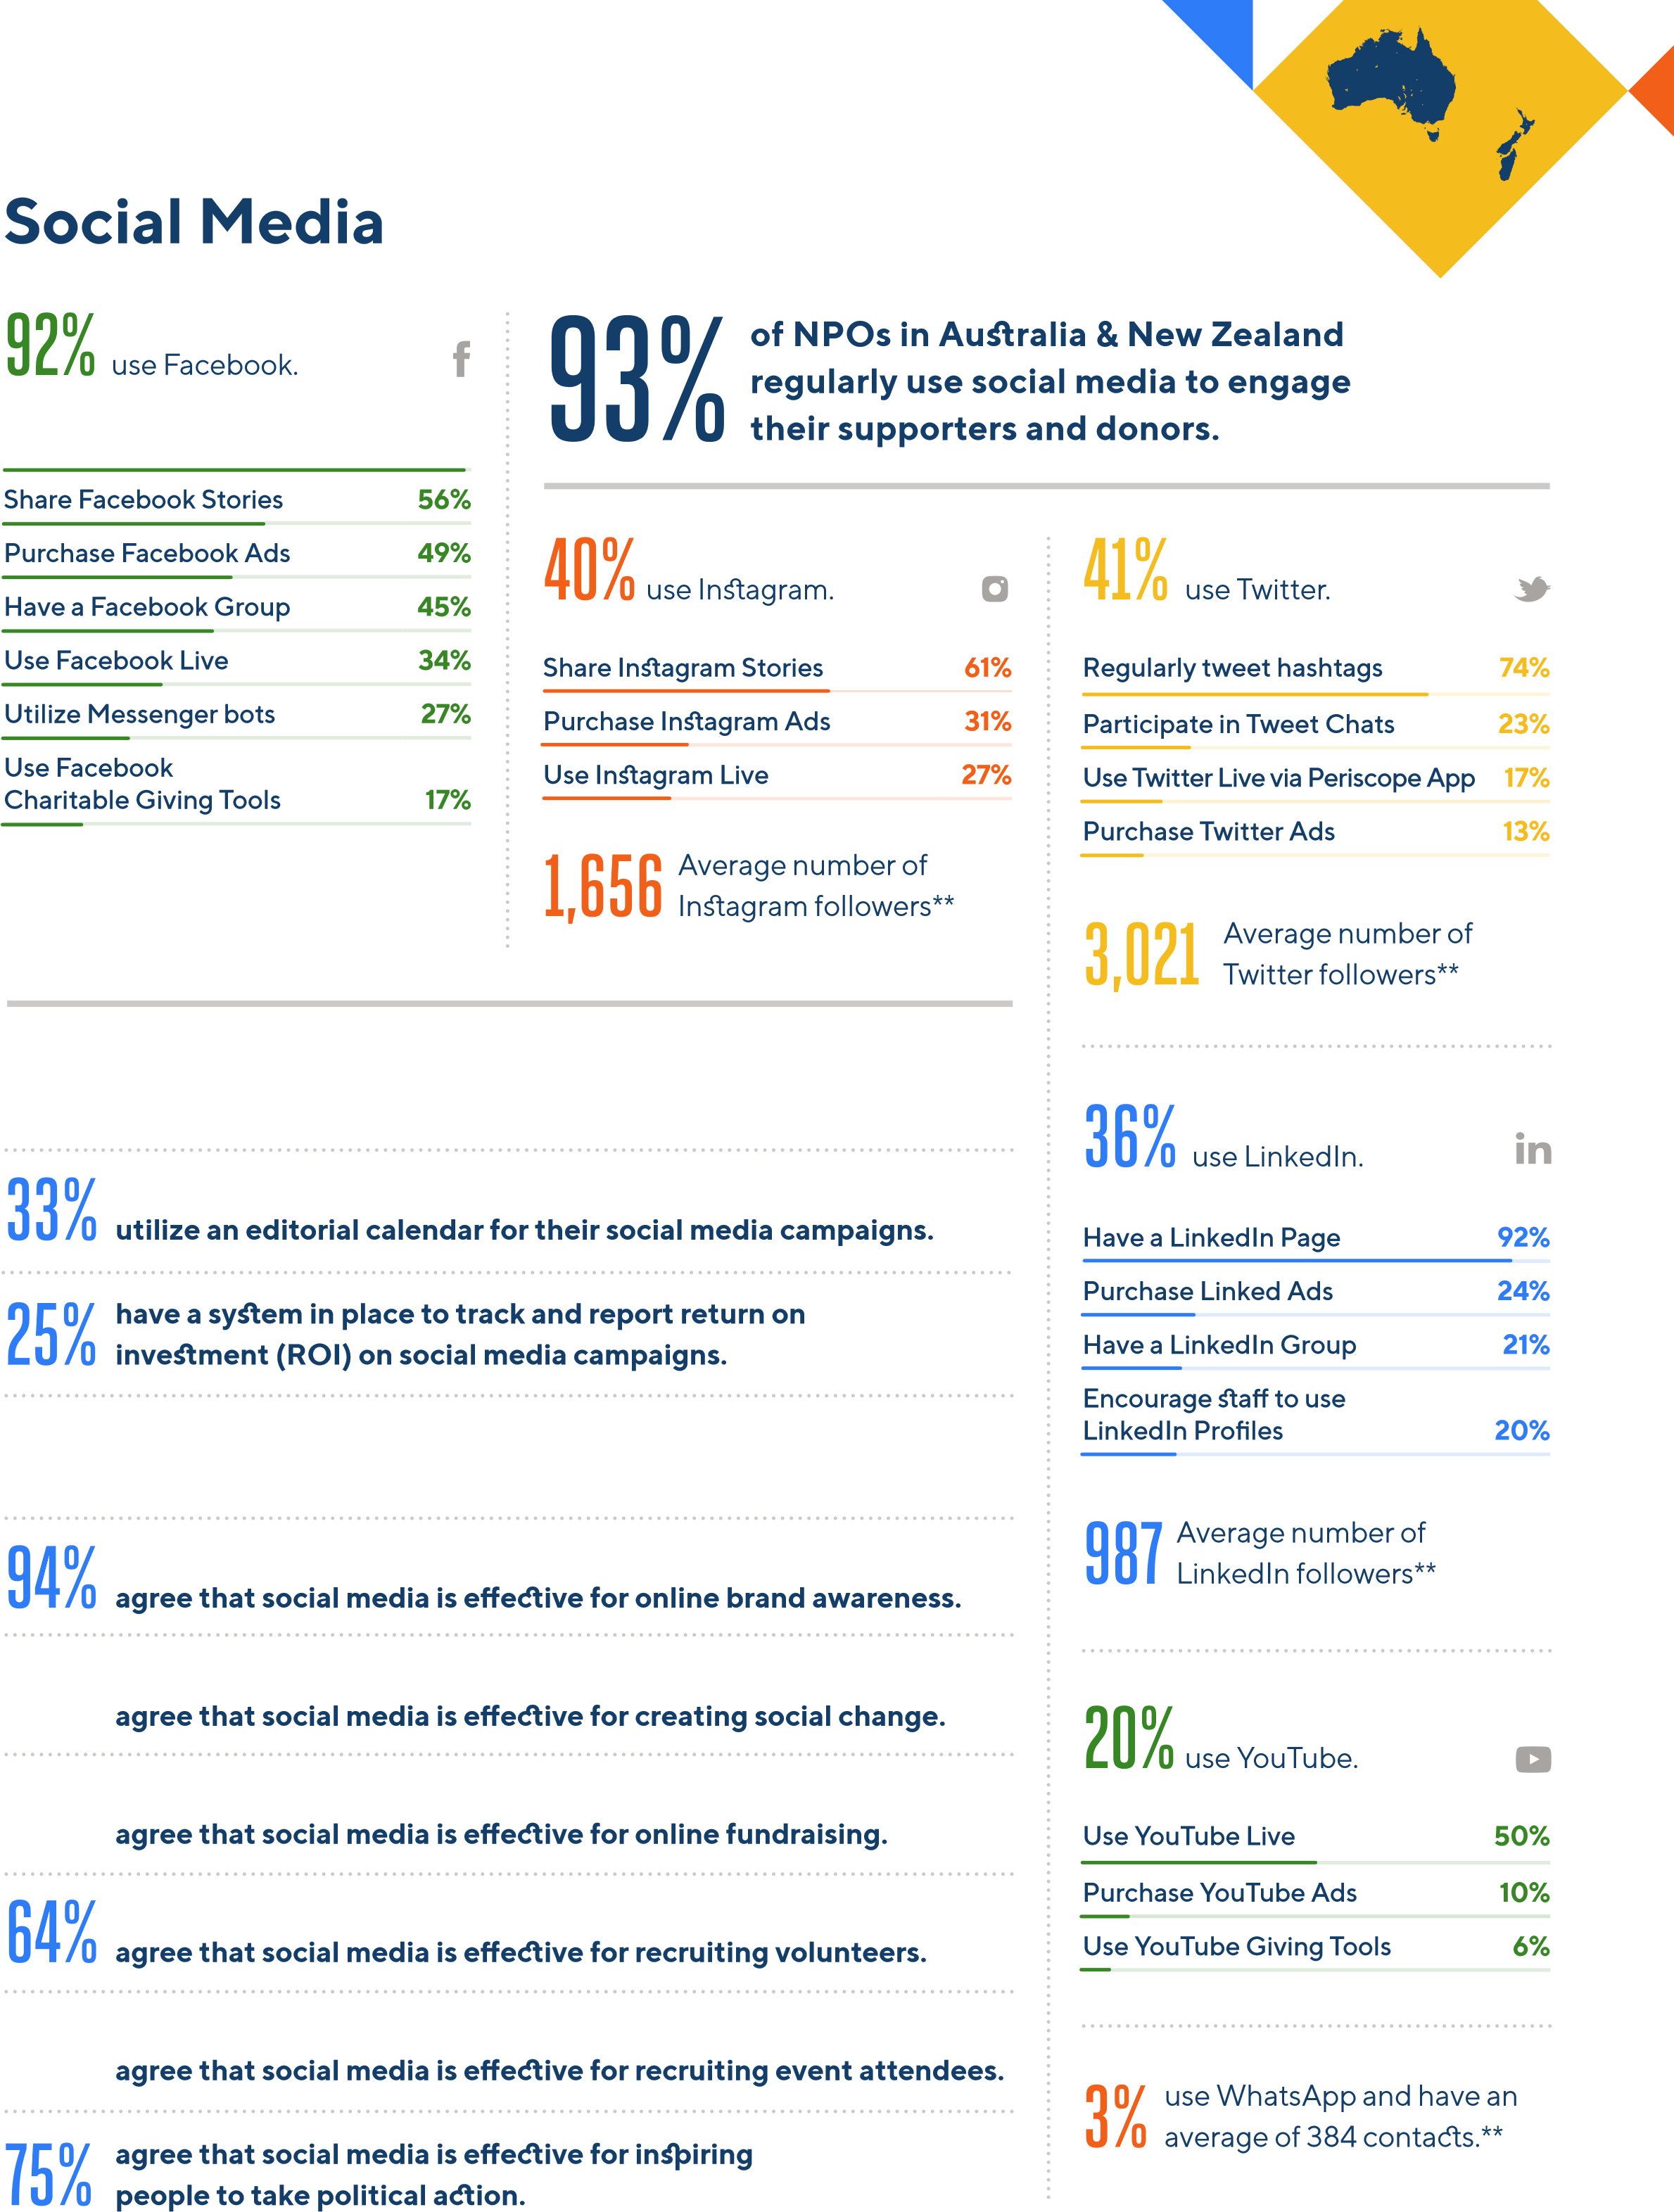 Social Media
92% use Facebook.
Share Facebook Stories 56%
Purchase Facebook Ads 49%
Have a Facebook Group 45%
Use Facebook Live 34%
Utilize Messenger bots 27%
Use Facebook
Charitable Giving Tools 17%
93% of NPOs in Australia & New Zealand
regularly use social media to engage
their supporters and donors.
40% use Instagram.
Share Instagram Stories 61%
Purchase Instagram Ads 31%
Use Instagram Live 27%
1,656 Average number of
Instagram followers**
41% use Twitter.
Regularly tweet hashtags 74%
Participate in Tweet Chats 23%
Use Twitter Live via Periscope App 17%
Purchase Twitter Ads 13%
3,021 Average number of
Twitter followers**
36% use LinkedIn.
in
Have a LinkedIn Page 92%
Purchase Linked Ads 24%
Have a LinkedIn Group 21%
Encourage staff to use
LinkedIn Profiles 20%
987 Average number of
LinkedIn followers**
20% use YouTube.
Use YouTube Live 50%
Purchase YouTube Ads 10%
Use YouTube Giving Tools 6%
3% use WhatsApp and have an
average of 384 contacts.**
33% utilize an editorial calendar for their social media campaigns.
25% have a system in place to track and report return on
investment (ROI) on social media campaigns.
94% agree that social media is effective for online brand awareness.
agree that social media is effective for creating social change.
agree that social media is effective for online fundraising.
64% agree that social media is effective for recruiting volunteers.
agree that social media is effective for recruiting event attendees.
75% agree that social media is effective for inspiring
people to take political action.